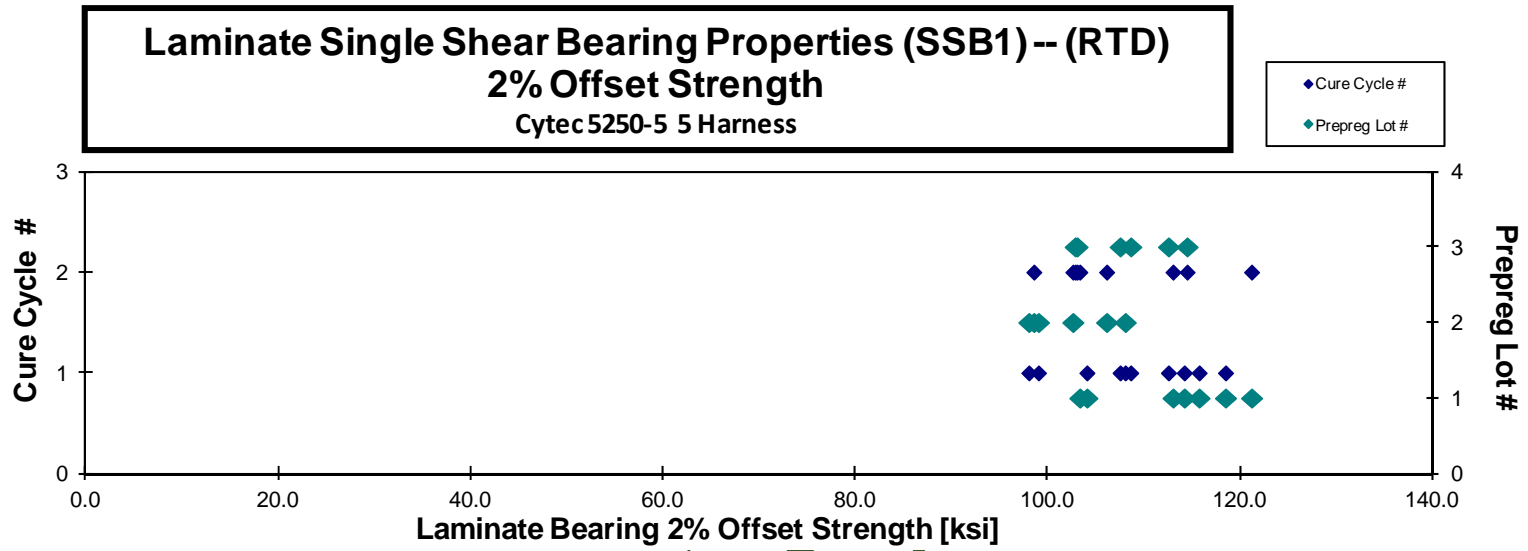 Laminate Single Shear Bearing Properties (SSB1) -- (RTD)
2% Offset Strength
Cytec 5250-5 5 Harness
Cure Cycle #
Prepreg Lot #
3
2
1
0
Cure Cycle #
4
3
2
1
0
Prepreg Lot #
0.0 20.0 40.0 60.0 80.0 100.0 120.0 140.0
Laminate Bearing 2% Offset Strength [ksi]